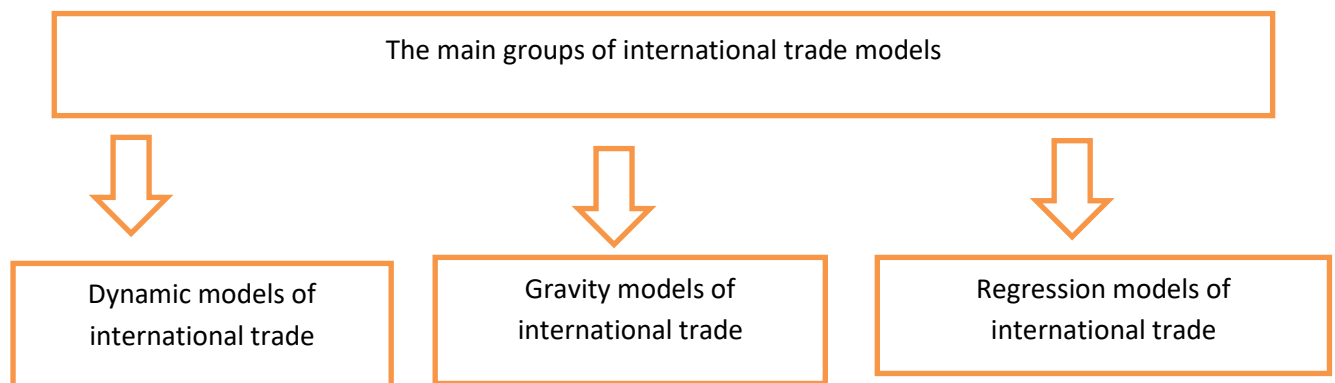 The main groups of international trade models
Dynamic models of
international trade
Gravity models of
international trade
Regression models of
international trade